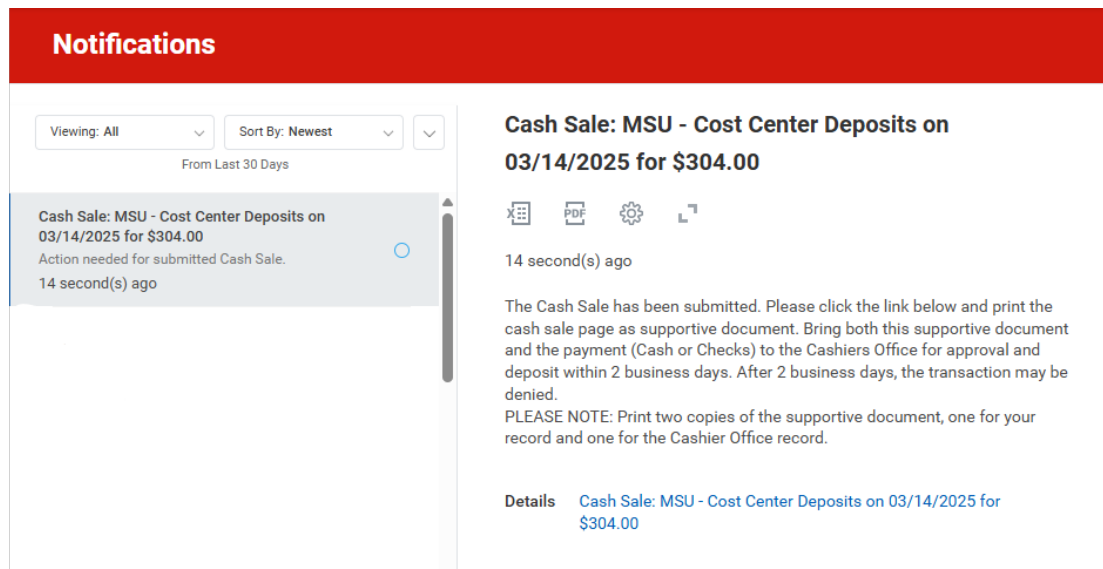 Notifications
Viewing: All
Sort By: Newest
From Last 30 Days
Cash Sale: MSU - Cost Center Deposits on
03/14/2025 for $304.00
Action needed for submitted Cash Sale.
14 second(s) ago
Cash Sale: MSU - Cost Center Deposits on
03/14/2025 for $304.00
X
PDF
14 second(s) ago
The Cash Sale has been submitted. Please click the link below and print the
cash sale page as supportive document. Bring both this supportive document
and the payment (Cash or Checks) to the Cashiers Office for approval and
deposit within 2 business days. After 2 business days, the transaction may be
denied.
PLEASE NOTE: Print two copies of the supportive document, one for your
record and one for the Cashier Office record.
Details
Cash Sale: MSU - Cost Center Deposits on 03/14/2025 for
$304.00